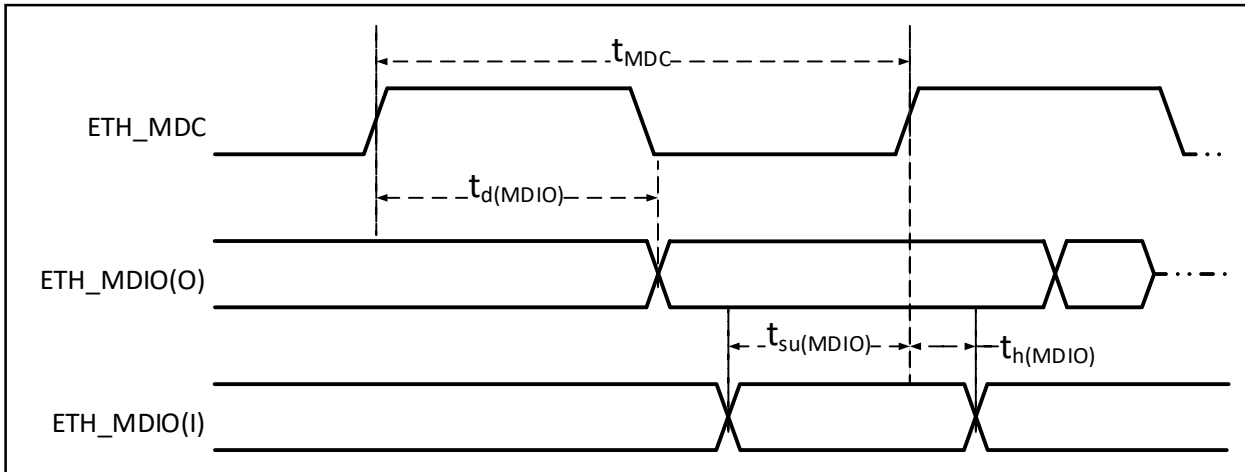 tMDC
ETH_MDC
td(MDIO)
ETH_MDIO(O)
tsu(MDIO)
th(MDIO)
ETH_MDIO(I)